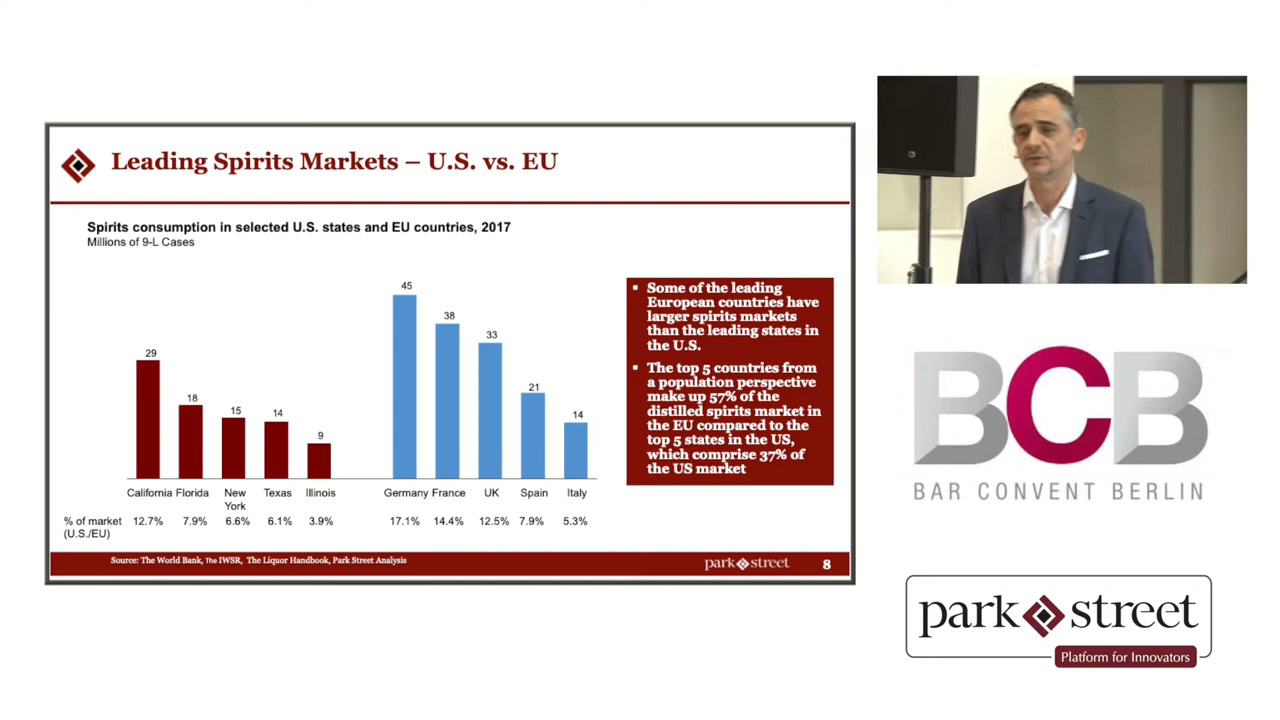 Leading Spirits Markets – U.S. vs. EU
Spirits consumption in selected U.S. states and EU countries, 2017
Millions of 9-L Cases
29
18
15
14
9
45
38
33
21
14
California Florida New York Texas Illinois
Germany France UK Spain Italy
% of market (U.S./EU)
12.7% 7.9% 6.6% 6.1% 3.9%
17.1% 14.4% 12.5% 7.9% 5.3%
▪ Some of the leading
European countries have
larger spirits markets
than the leading states in
the U.S.
▪ The top 5 countries from
a population perspective
make up 57% of the
distilled spirits market in
the EU compared to the
top 5 states in the US,
which comprise 37% of
the US market
Source: The World Bank, The IWSR, The Liquor Handbook, Park Street Analysis
park street
8
BCB
BAR CONVENT BERLIN
park street
Platform for Innovators